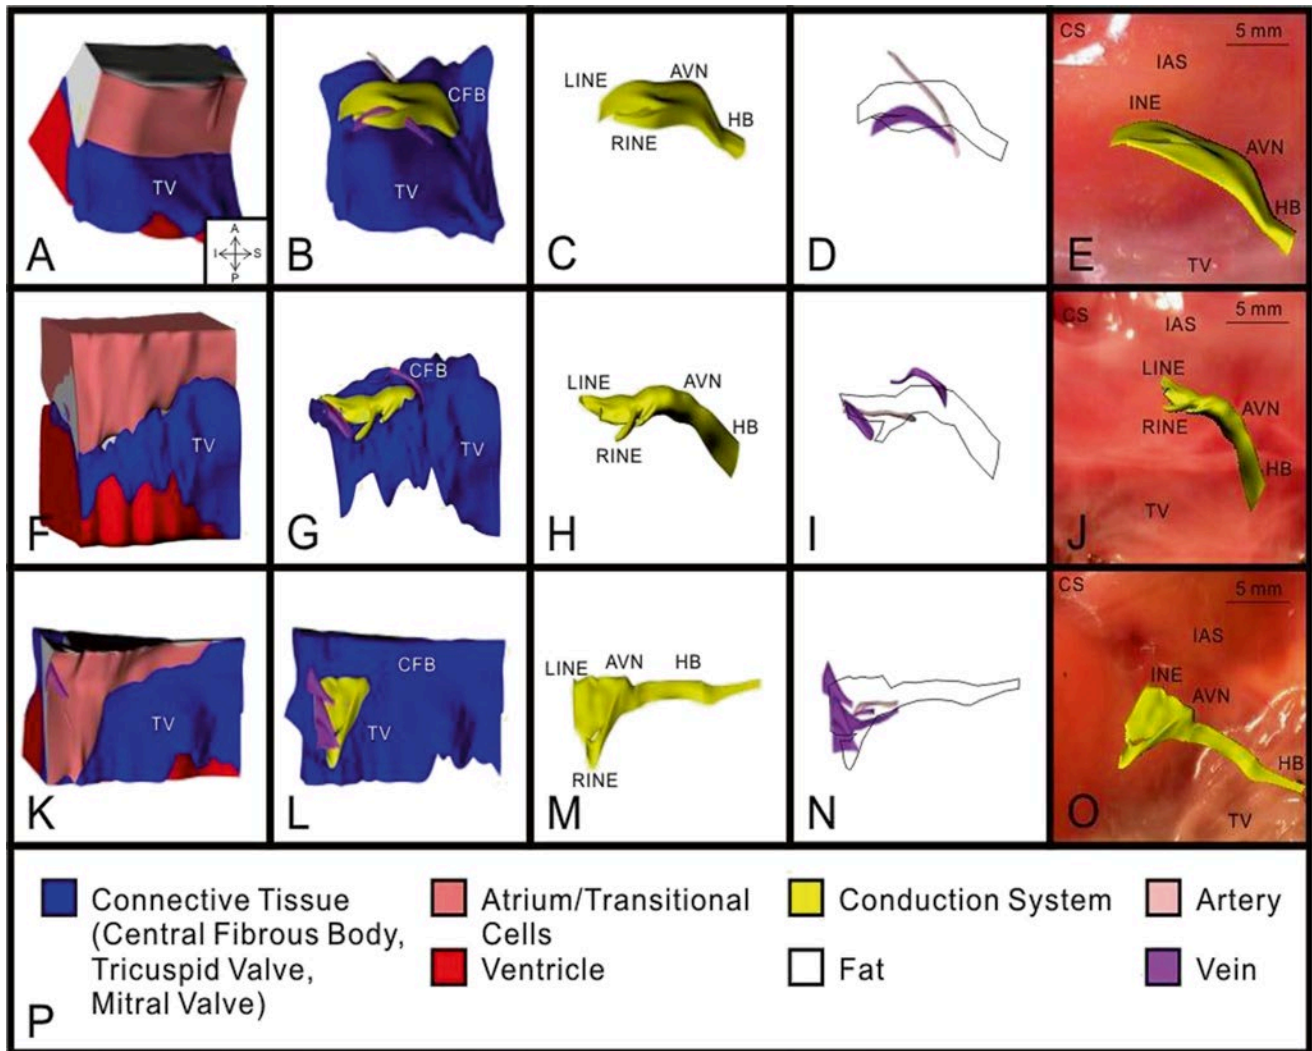 TV
A
I S
P
A
CFB
TV
B
LINE
AVN
HB
RINE
C
D
CS
5 mm
IAS
INE
AVN
HB
TV
E
TV
F
CFB
TV
G
LINE
AVN
HB
RINE
H
I
CS
5 mm
IAS
LINE
AVN
RINE
HB
TV
J
TV
K
CFB
TV
L
LINE
AVN
HB
RINE
M
N
CS
5 mm
IAS
INE
AVN
HB
TV
O
Connective Tissue
(Central Fibrous Body,
Tricuspid Valve,
Mitral Valve)
Atrium/Transitional
Cells
Ventricle
Conduction System
Fat
Artery
Vein
P